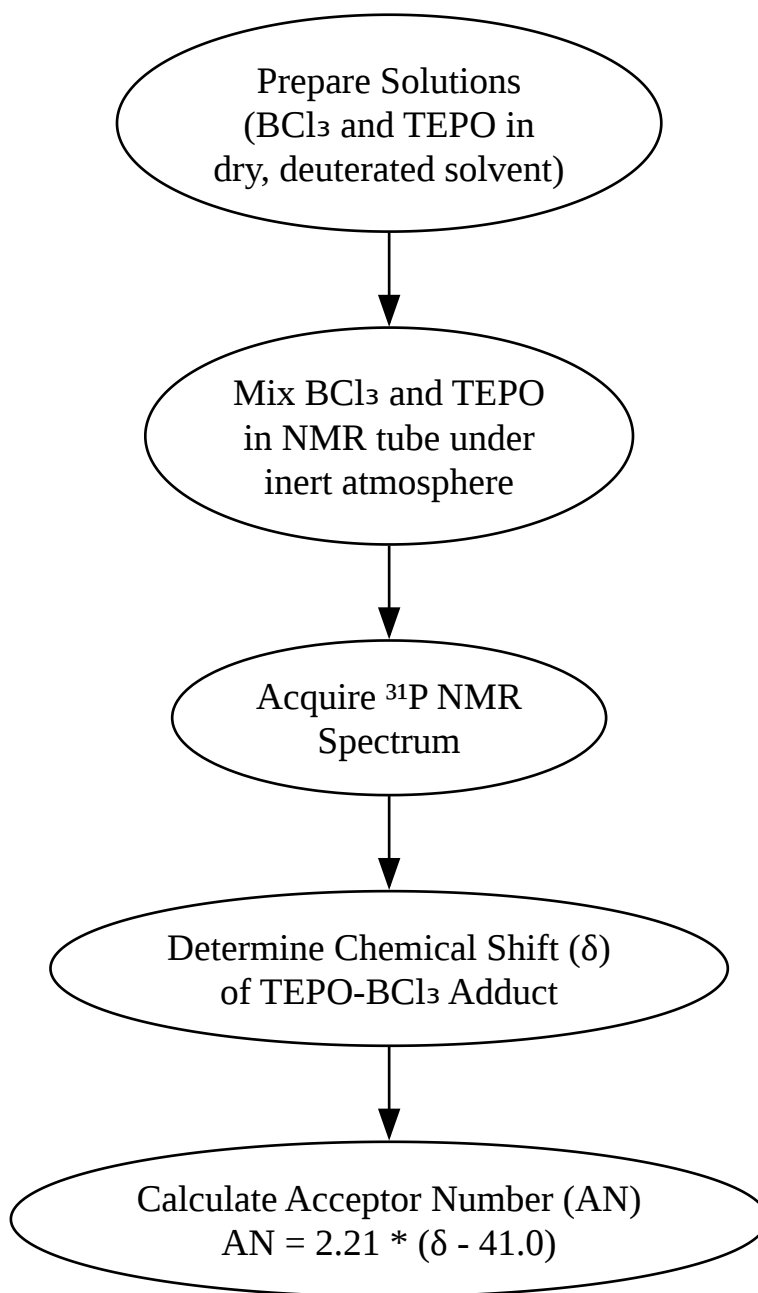 Prepare Solutions
(BCl₃ and TEPO in
dry, deuterated solvent)
Mix BCl₃ and TEPO
in NMR tube under
inert atmosphere
Acquire ³¹P NMR
Spectrum
Determine Chemical Shift (δ)
of TEPO-BCl₃ Adduct
Calculate Acceptor Number (AN)
AN = 2.21 * (δ - 41.0)